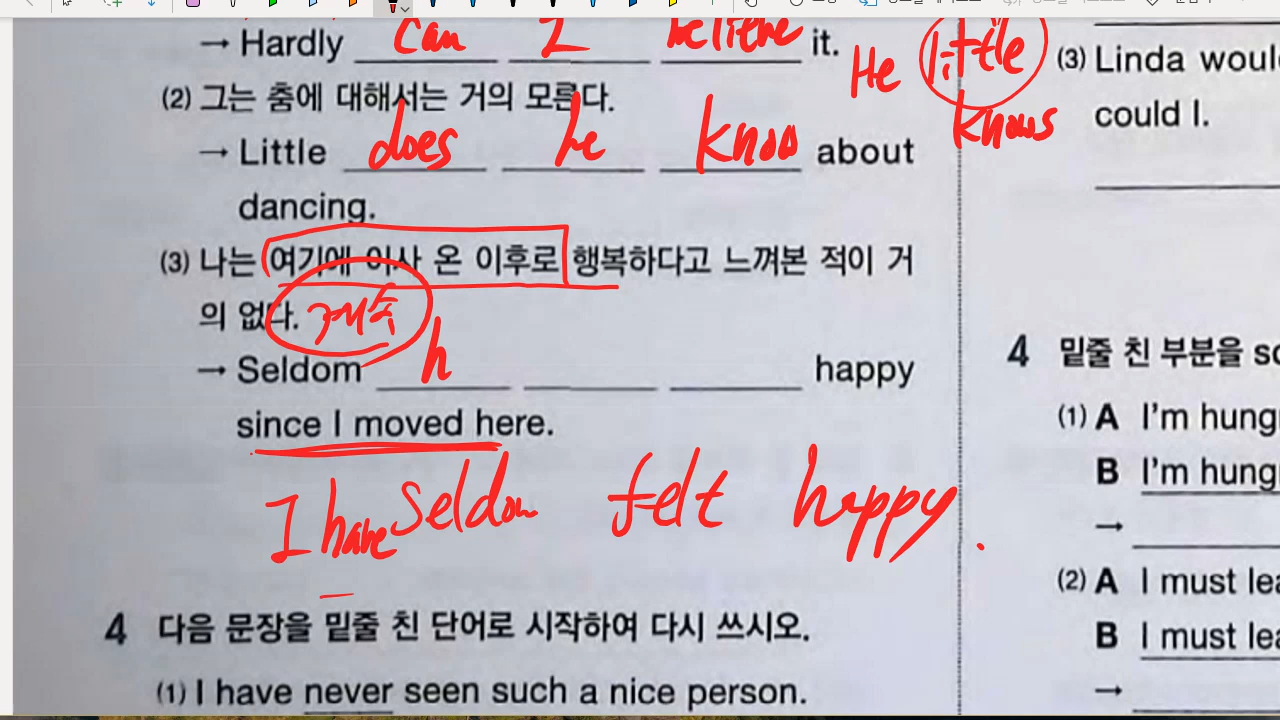 → Hardly can I believe it.
(2) 그는 춤에 대해서는 거의 모른다.
→ Little does he know about
dancing.
He little
knows
(3) 나는 여기에 이사 온 이후로 행복하다고 느껴본 적이 거
의 없다. 계속
→ Seldom h happy
since I moved here.
I have seldom felt happy.
4 다음 문장을 밑줄 친 단어로 시작하여 다시 쓰시오.
(1) I have never seen such a nice person.
(3) Linda woul
could I.
4 밑줄 친 부분을 so
(1) A I'm hung
B I'm hung
→
(2) A I must lea
B I must lea
→